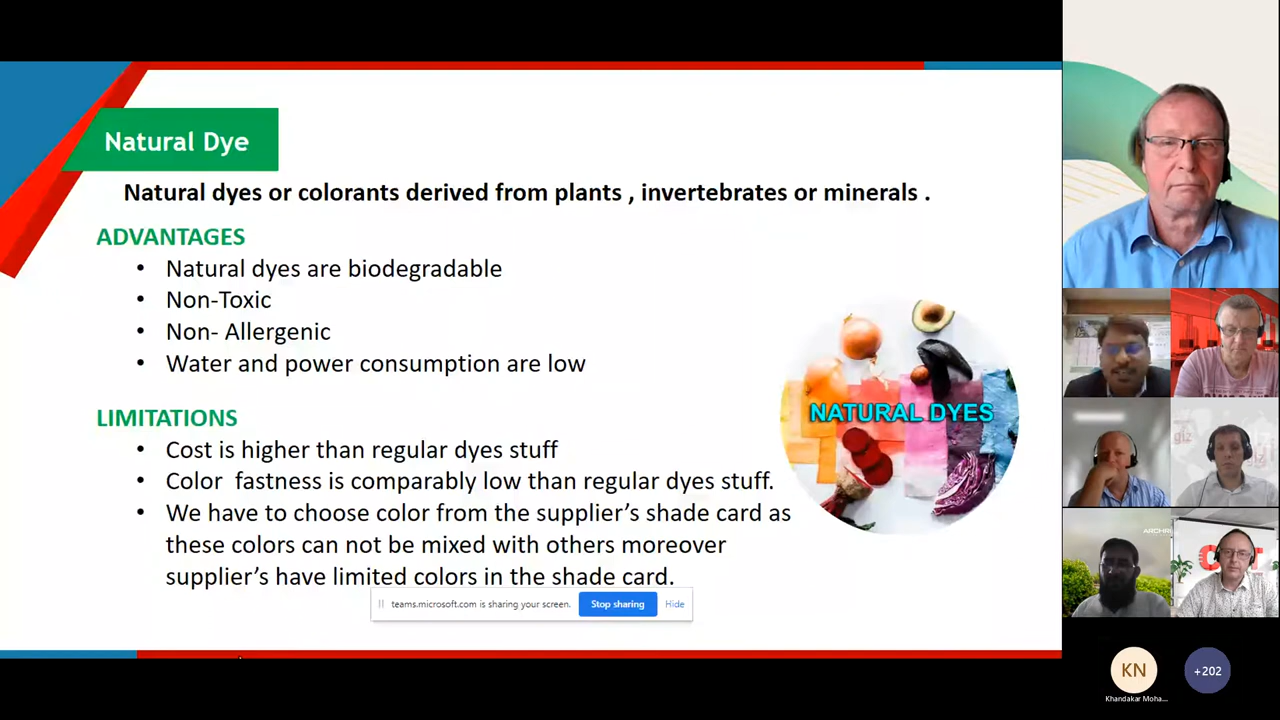 Natural Dye
Natural dyes or colorants derived from plants , invertebrates or minerals .
ADVANTAGES
• Natural dyes are biodegradable
• Non-Toxic
• Non- Allergenic
• Water and power consumption are low
NATURAL DYES
LIMITATIONS
• Cost is higher than regular dyes stuff
• Color fastness is comparably low than regular dyes stuff.
• We have to choose color from the supplier's shade card as
these colors can not be mixed with others moreover
supplier's have limited colors in the shade card.
teams.microsoft.com is sharing your screen.
Stop sharing
Hide
giz
giz
KN
+202
Khandakar Moha...